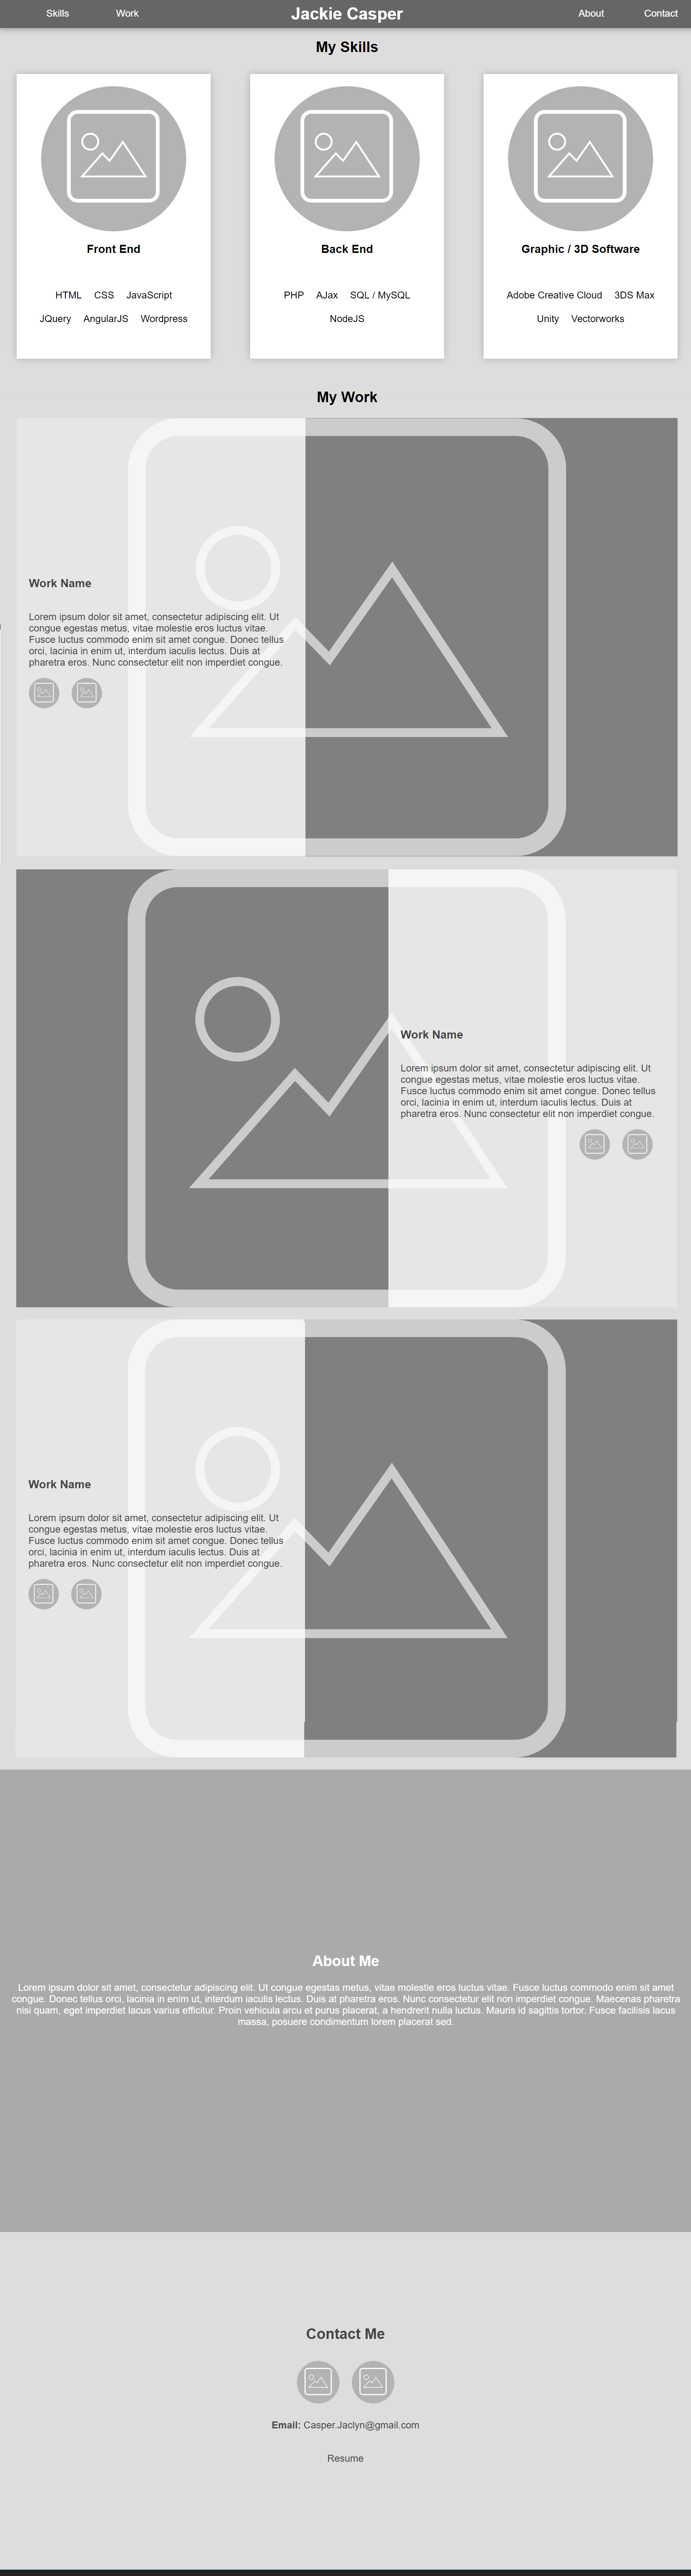 Skills Work Jackie Casper About Contact
My Skills
Front End
HTML CSS JavaScript
JQuery AngularJS Wordpress
Back End
PHP AJax SQL / MySQL
NodeJS
Graphic / 3D Software
Adobe Creative Cloud 3DS Max
Unity Vectorworks
My Work
Work Name
Lorem ipsum dolor sit amet, consectetur adipiscing elit. Ut
congue egestas metus, vitae molestie eros luctus vitae.
Fusce luctus commodo enim sit amet congue. Donec tellus
orci, lacinia in enim ut, interdum iaculis lectus. Duis at
pharetra eros. Nunc consectetur elit non imperdiet congue.
Work Name
Lorem ipsum dolor sit amet, consectetur adipiscing elit. Ut
congue egestas metus, vitae molestie eros luctus vitae.
Fusce luctus commodo enim sit amet congue. Donec tellus
orci, lacinia in enim ut, interdum iaculis lectus. Duis at
pharetra eros. Nunc consectetur elit non imperdiet congue.
Work Name
Lorem ipsum dolor sit amet, consectetur adipiscing elit. Ut
congue egestas metus, vitae molestie eros luctus vitae.
Fusce luctus commodo enim sit amet congue. Donec tellus
orci, lacinia in enim ut, interdum iaculis lectus. Duis at
pharetra eros. Nunc consectetur elit non imperdiet congue.
About Me
Lorem ipsum dolor sit amet, consectetur adipiscing elit. Ut congue egestas metus, vitae molestie eros luctus vitae. Fusce luctus commodo enim sit amet
congue. Donec tellus orci, lacinia in enim ut, interdum iaculis lectus. Duis at pharetra eros. Nunc consectetur elit non imperdiet congue. Maecenas pharetra
nisi quam, eget imperdiet lacus varius efficitur. Proin vehicula arcu et purus placerat, a hendrerit nulla luctus. Mauris id sagittis tortor. Fusce facilisis lacus
massa, posuere condimentum lorem placerat sed.
Contact Me
Email: Casper.Jaclyn@gmail.com
Resume